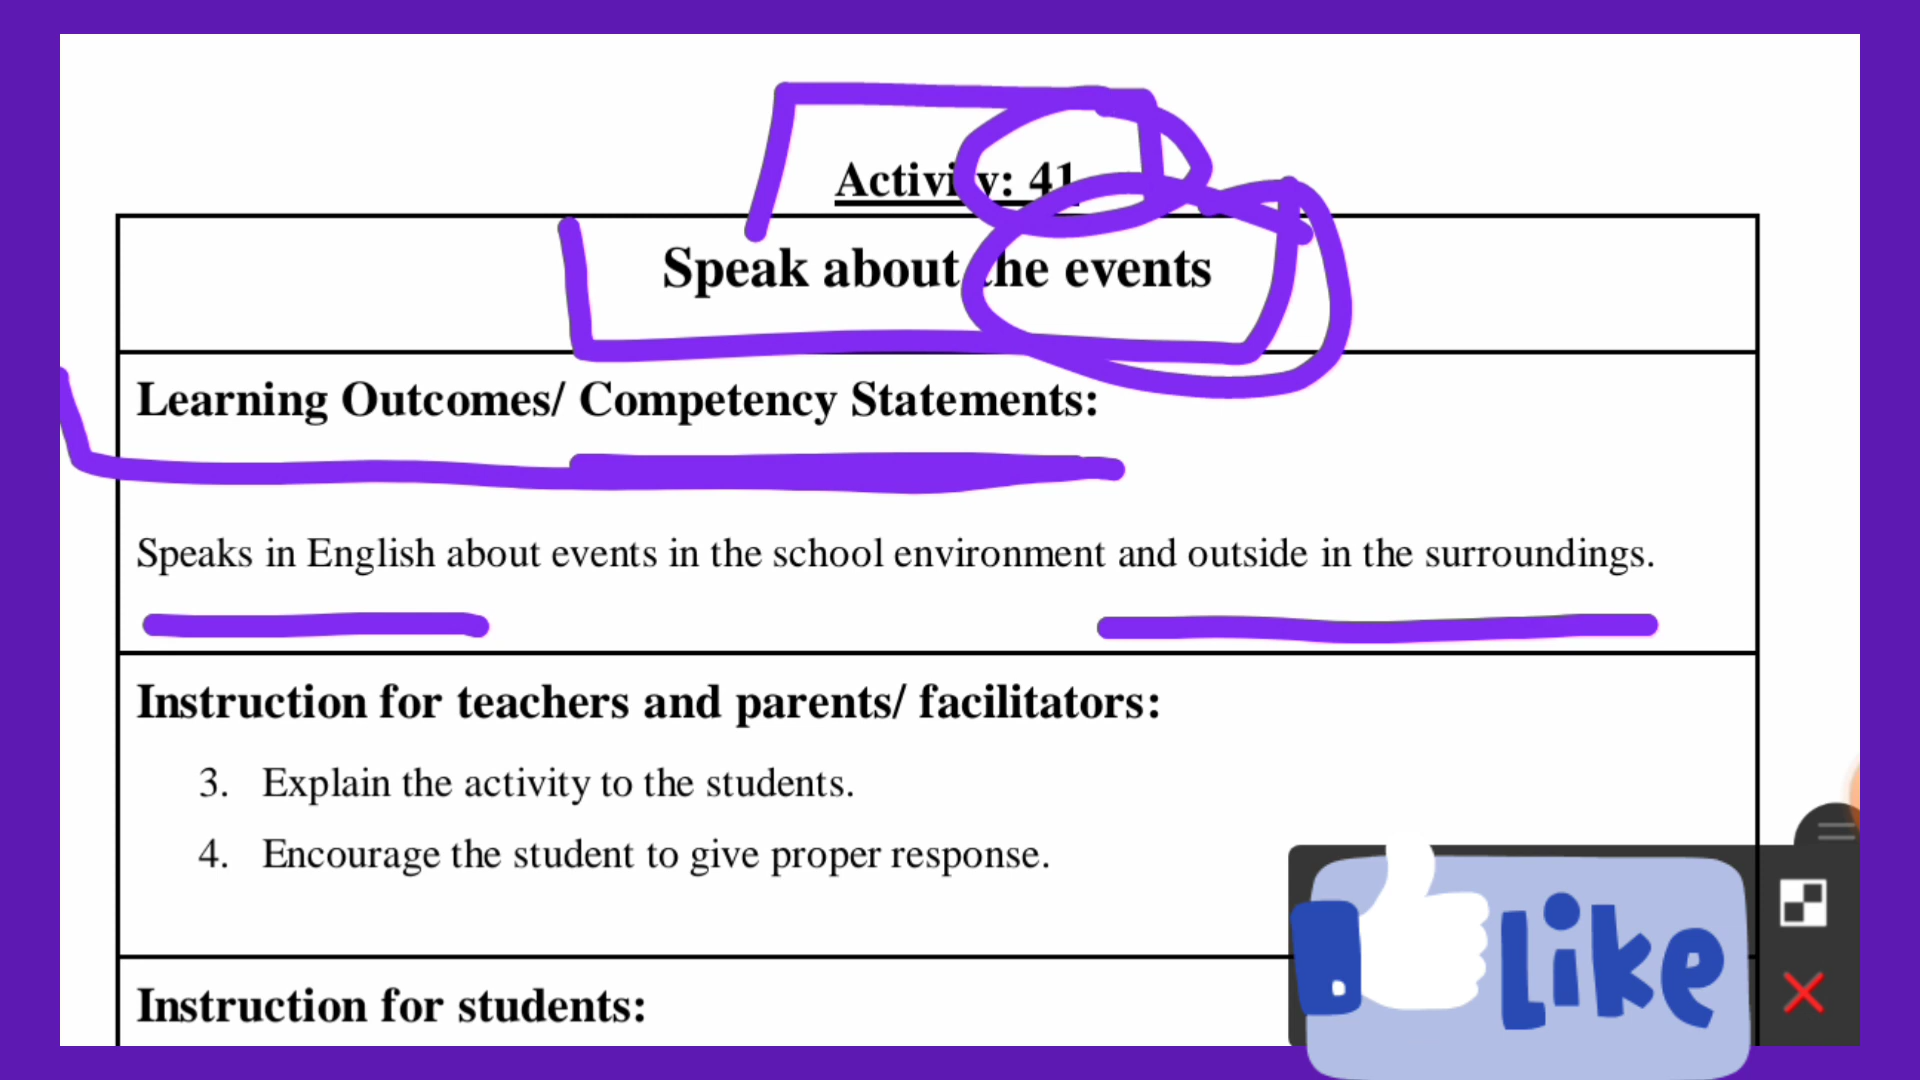 Activity: 41
Speak about the events
Learning Outcomes/ Competency Statements:
Speaks in English about events in the school environment and outside in the surroundings.
Instruction for teachers and parents/ facilitators:
3. Explain the activity to the students.
4. Encourage the student to give proper response.
Instruction for students:
Like